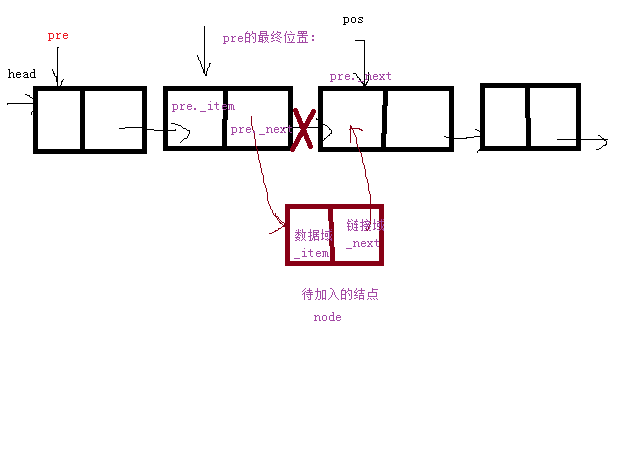 pos
pre
pre的最终位置:
head
pre._next
pre._item
pre._next
数据域
_item
链接域
_next
待加入的结点
node